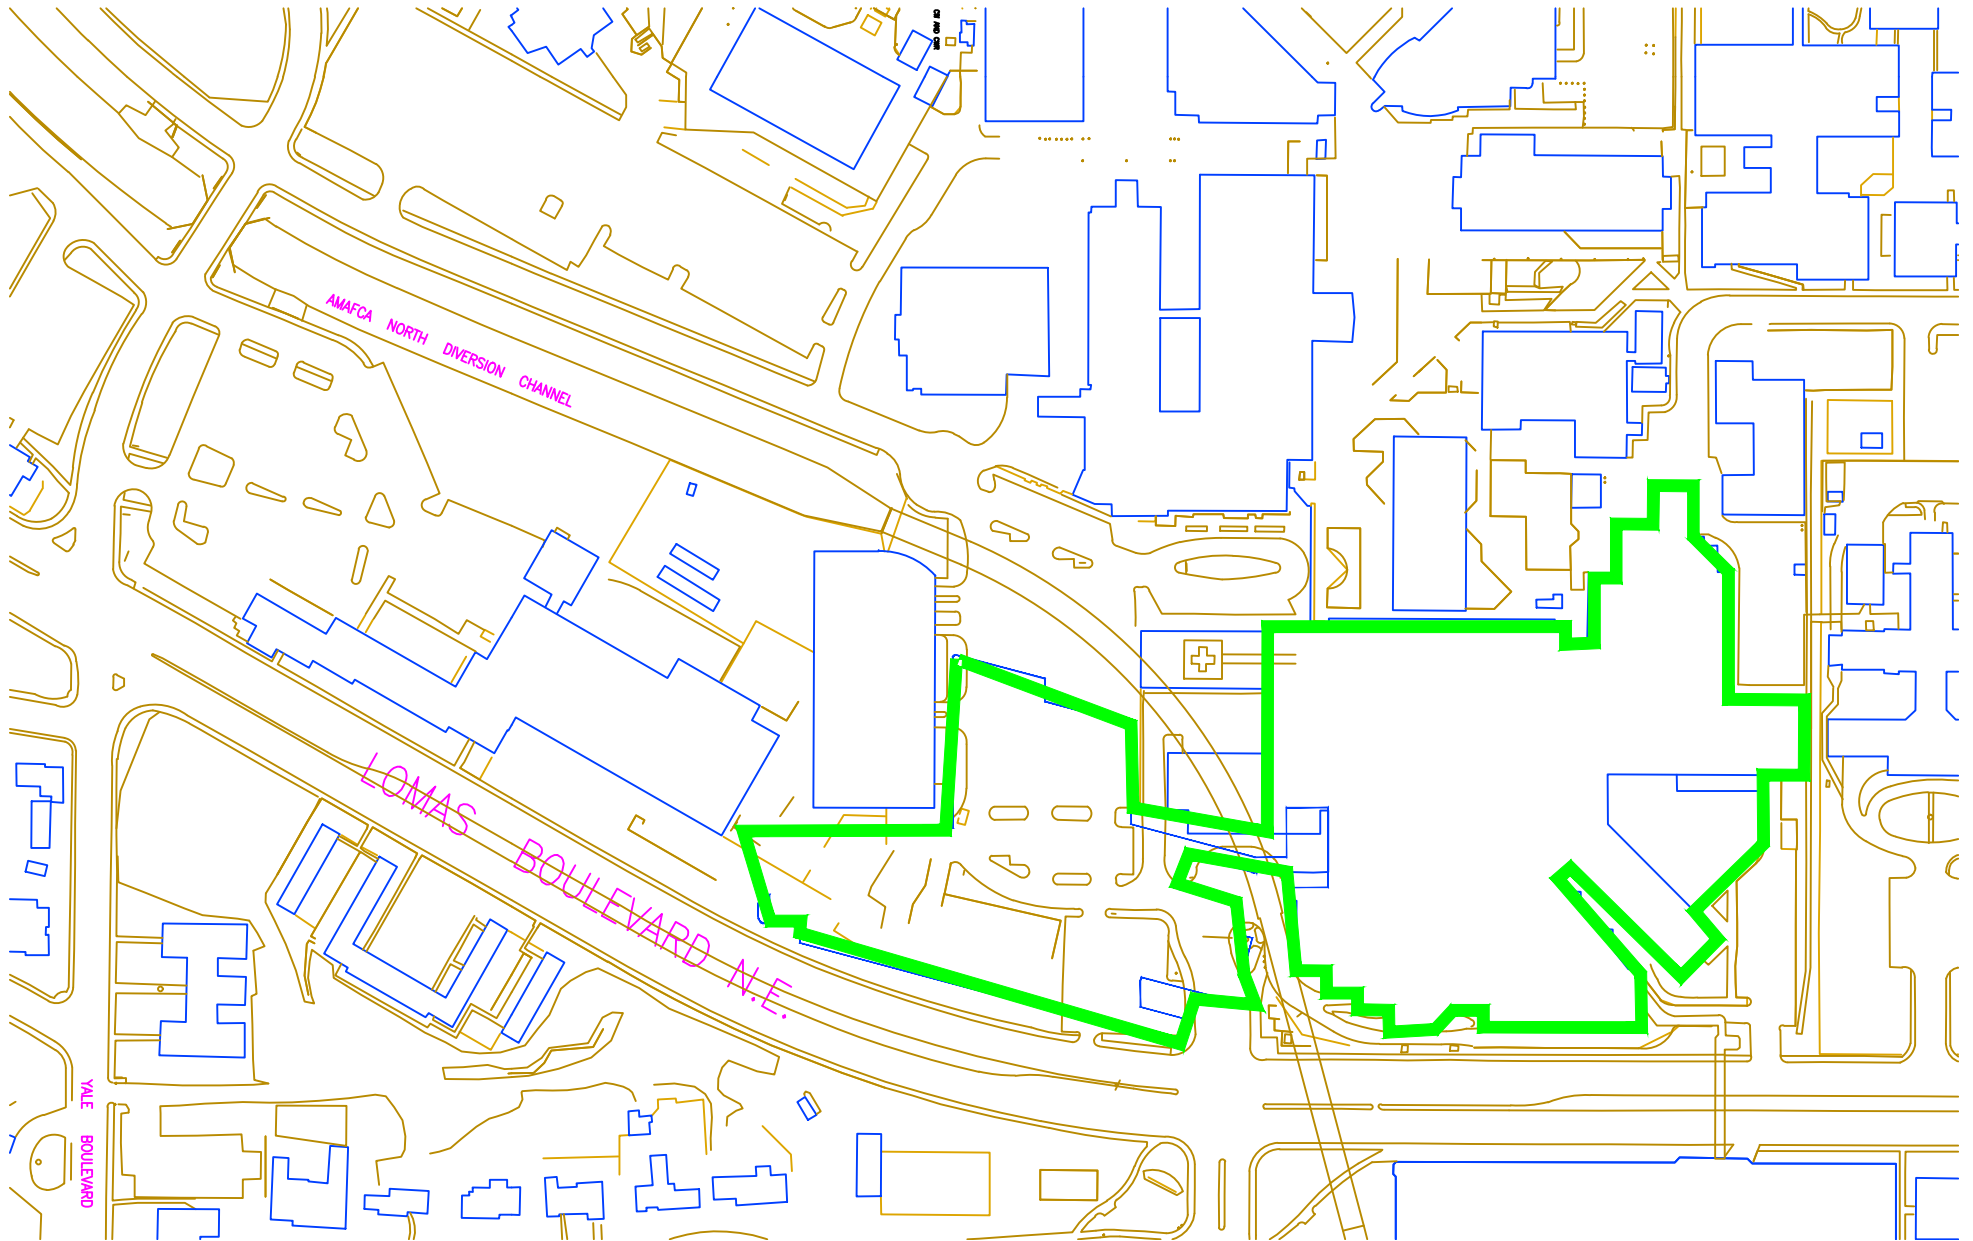 AMAFCA NORTH DIVERSION CHANNEL
LOMAS BOULEVARD N.E.
YALE BOULEVARD